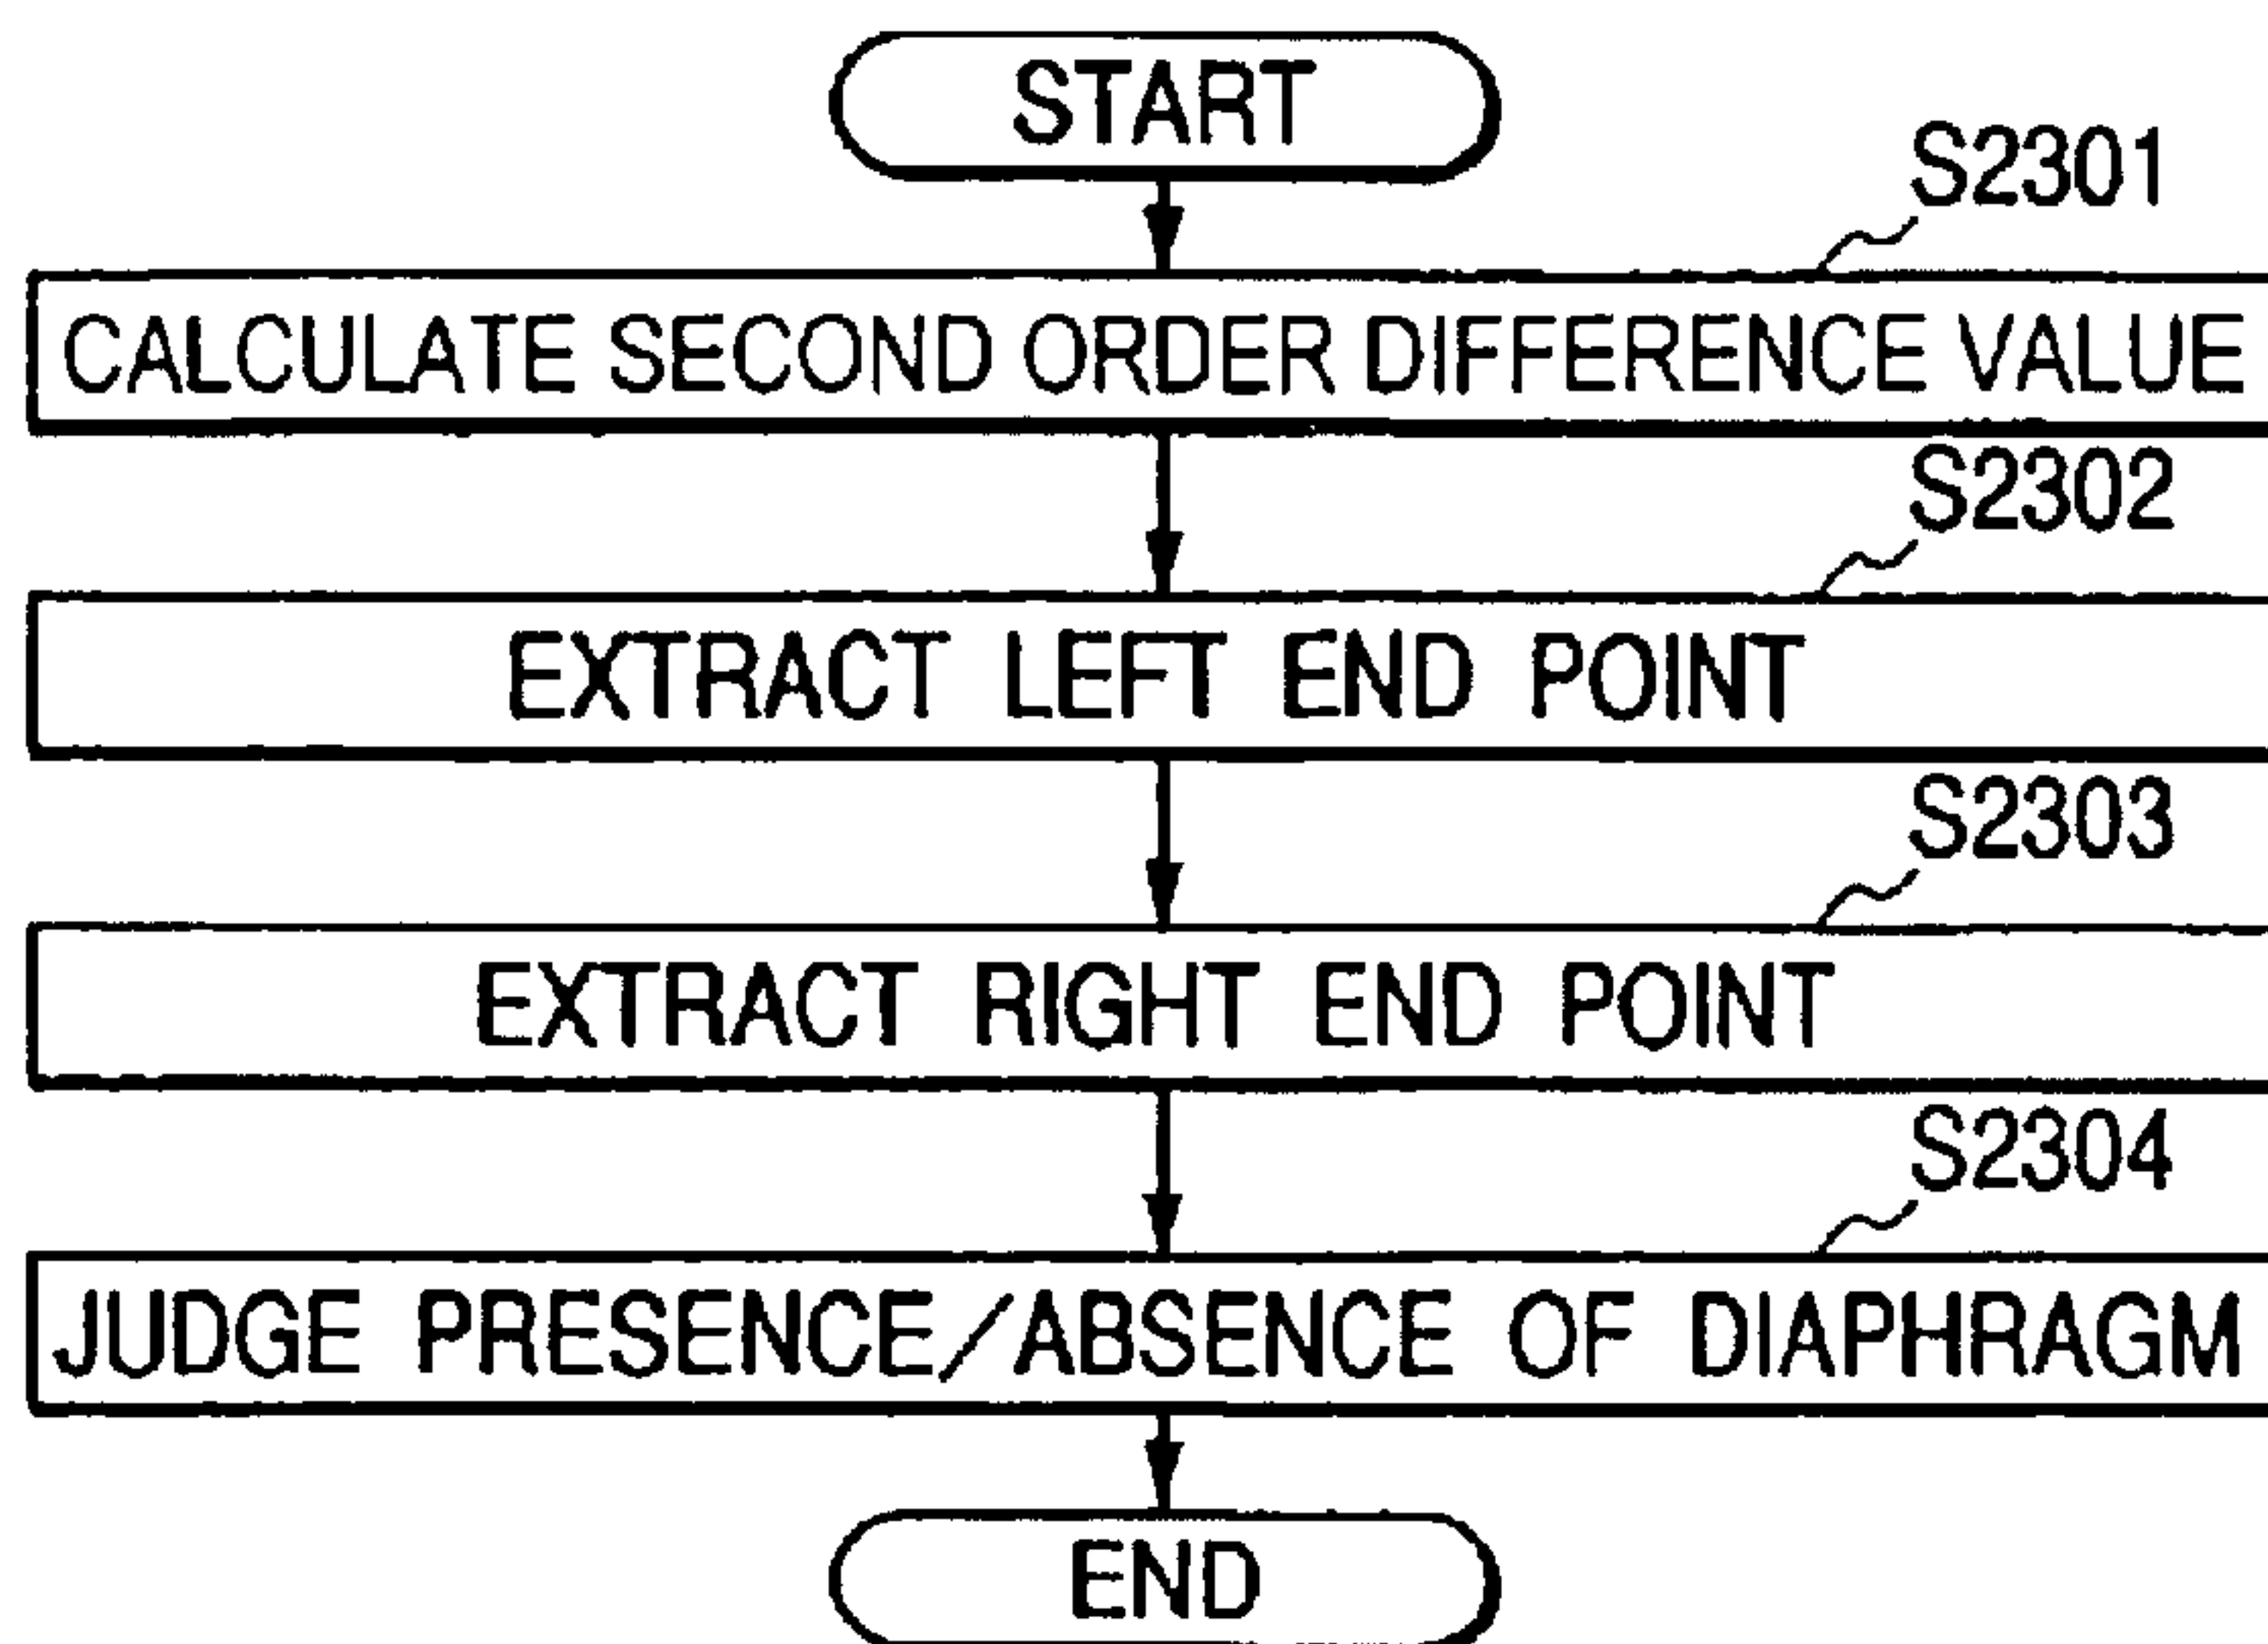 START
S2301
CALCULATE SECOND ORDER DIFFERENCE VALUE
S2302
EXTRACT LEFT END POINT
S2303
EXTRACT RIGHT END POINT
S2304
JUDGE PRESENCE/ABSENCE OF DIAPHRAGM
END